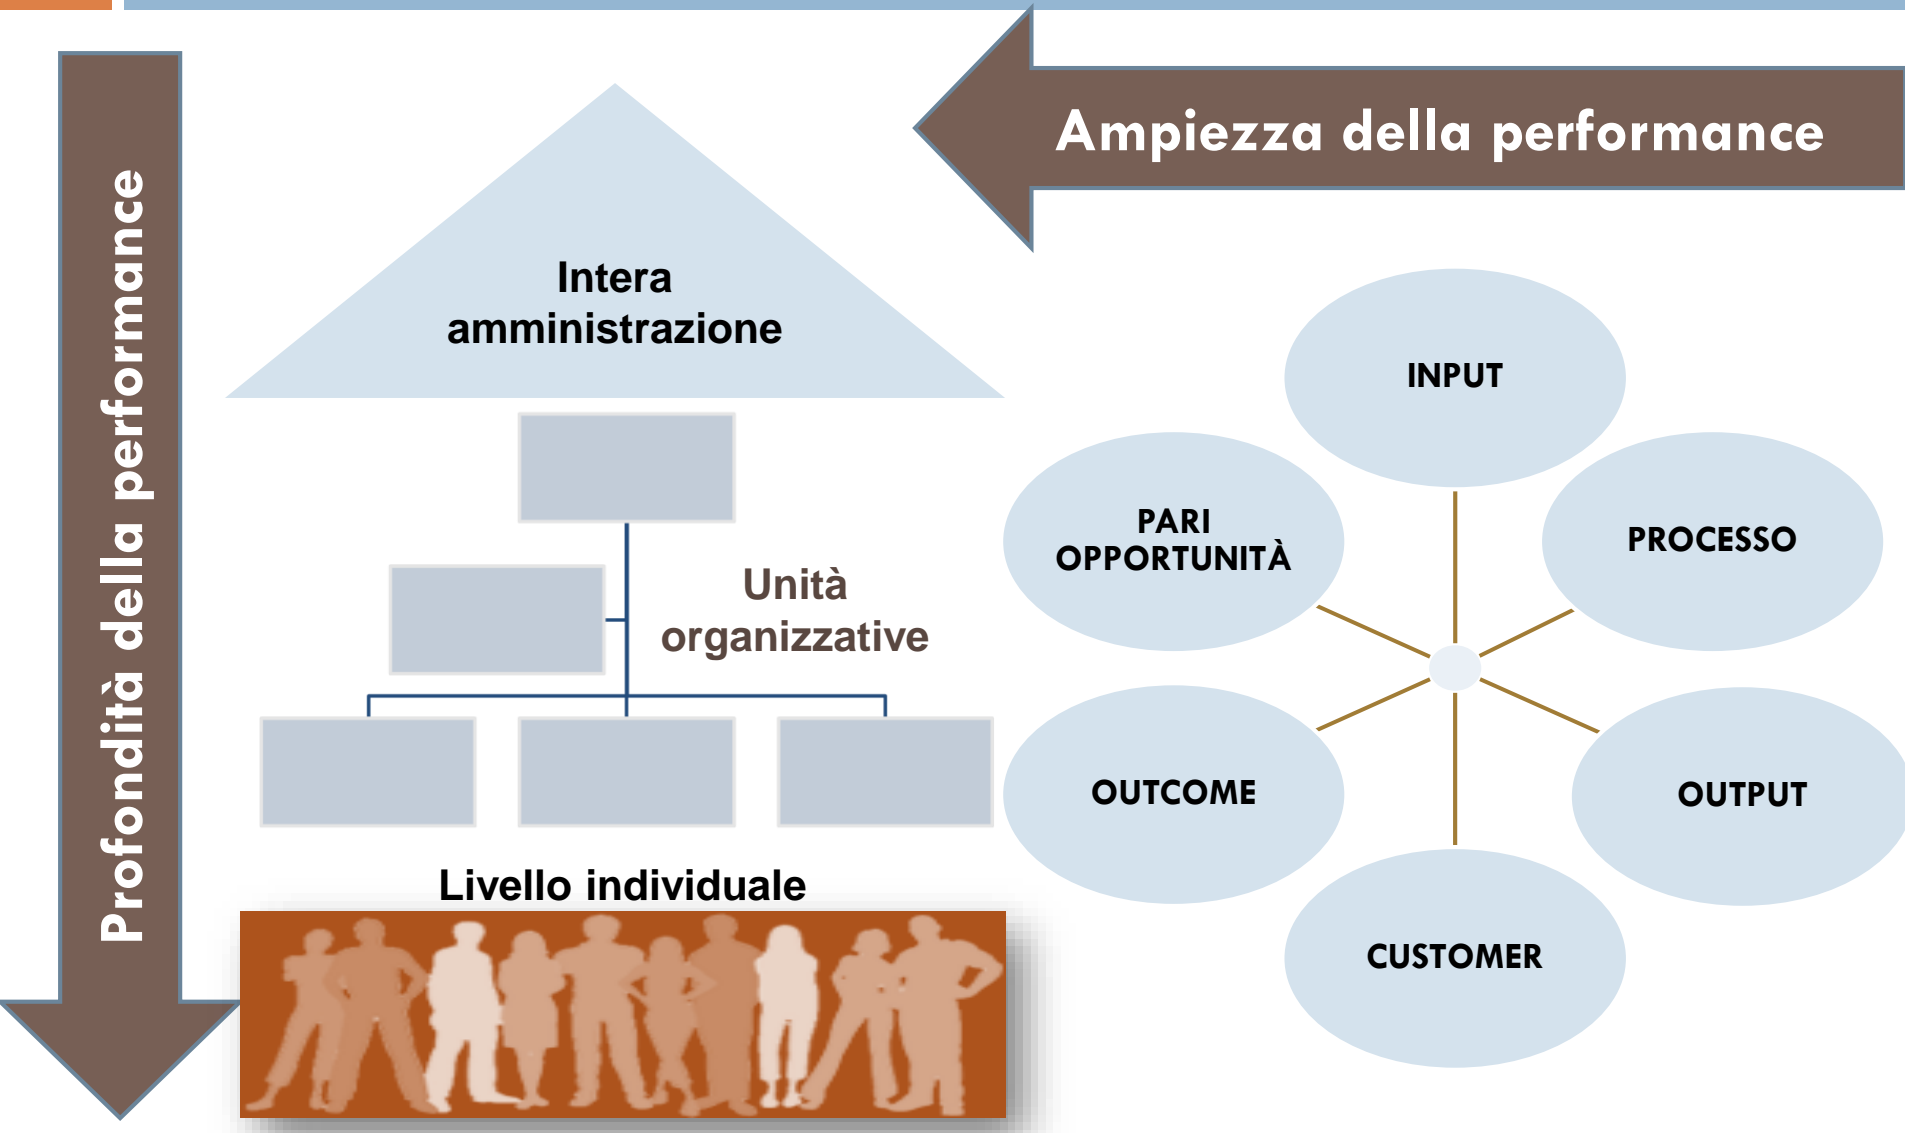 Ampiezza della performance
Profondità della performance
Intera
amministrazione
Unità
organizzative
Livello individuale
INPUT
PROCESSO
OUTPUT
CUSTOMER
OUTCOME
PARI
OPPORTUNITÀ